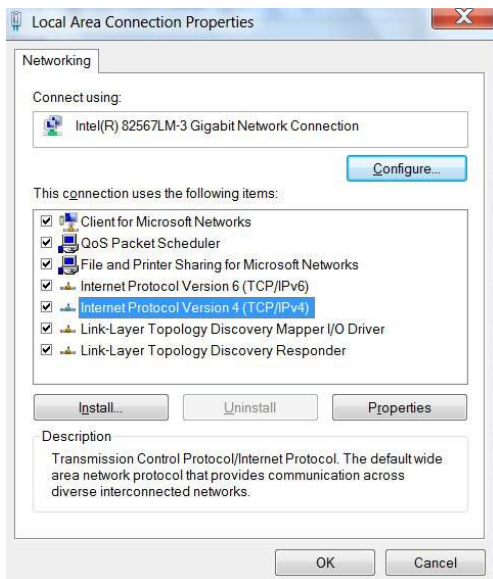 Local Area Connection Properties
X
Networking
Connect using:
Intel(R) 82567LM-3 Gigabit Network Connection
Configure...
This connection uses the following items:
Client for Microsoft Networks
QoS Packet Scheduler
File and Printer Sharing for Microsoft Networks
Internet Protocol Version 6 (TCP/IPv6)
Internet Protocol Version 4 (TCP/IPv4)
Link-Layer Topology Discovery Mapper I/O Driver
Link-Layer Topology Discovery Responder
Install... Uninstall Properties
Description
Transmission Control Protocol/Internet Protocol. The default wide
area network protocol that provides communication across
diverse interconnected networks.
OK Cancel